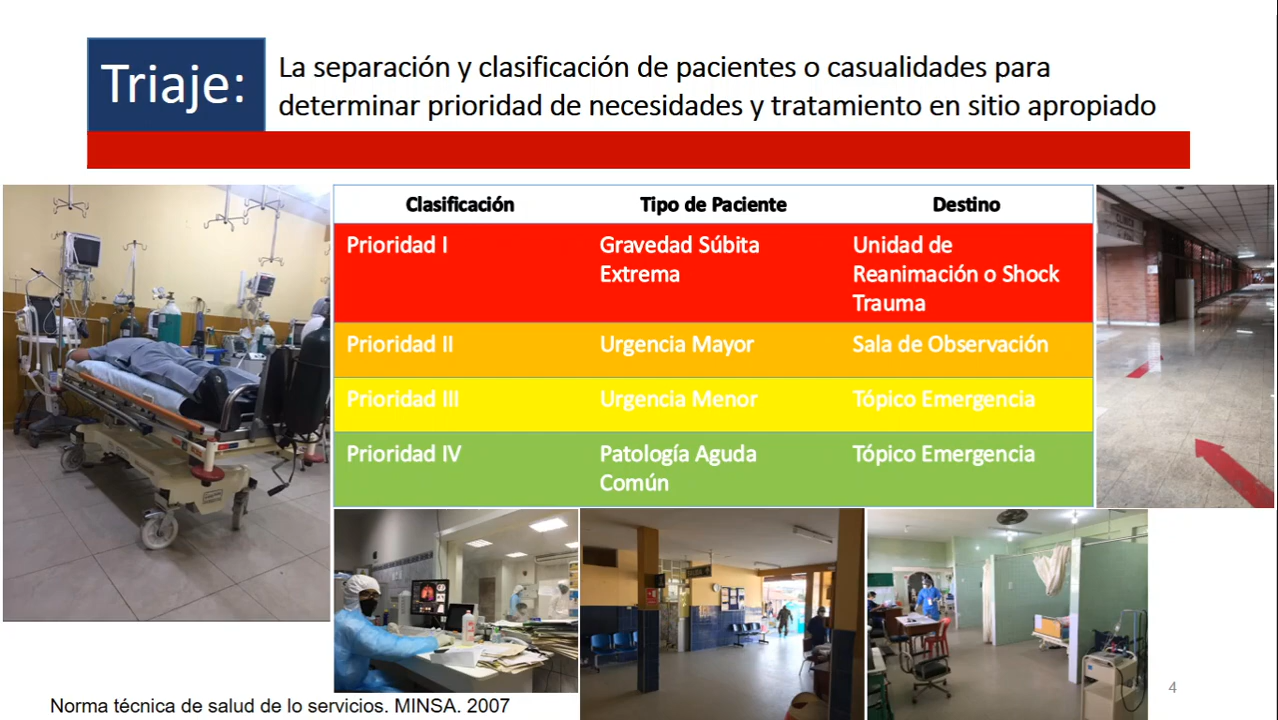 Triaje:
La separación y clasificación de pacientes o casualidades para
determinar prioridad de necesidades y tratamiento en sitio apropiado
Clasificación Tipo de Paciente Destino
Prioridad I Gravedad Súbita Extrema Unidad de Reanimación o Shock Trauma
Prioridad II Urgencia Mayor Sala de Observación
Prioridad III Urgencia Menor Tópico Emergencia
Prioridad IV Patología Aguda Común Tópico Emergencia
Norma técnica de salud de lo servicios. MINSA. 2007
4